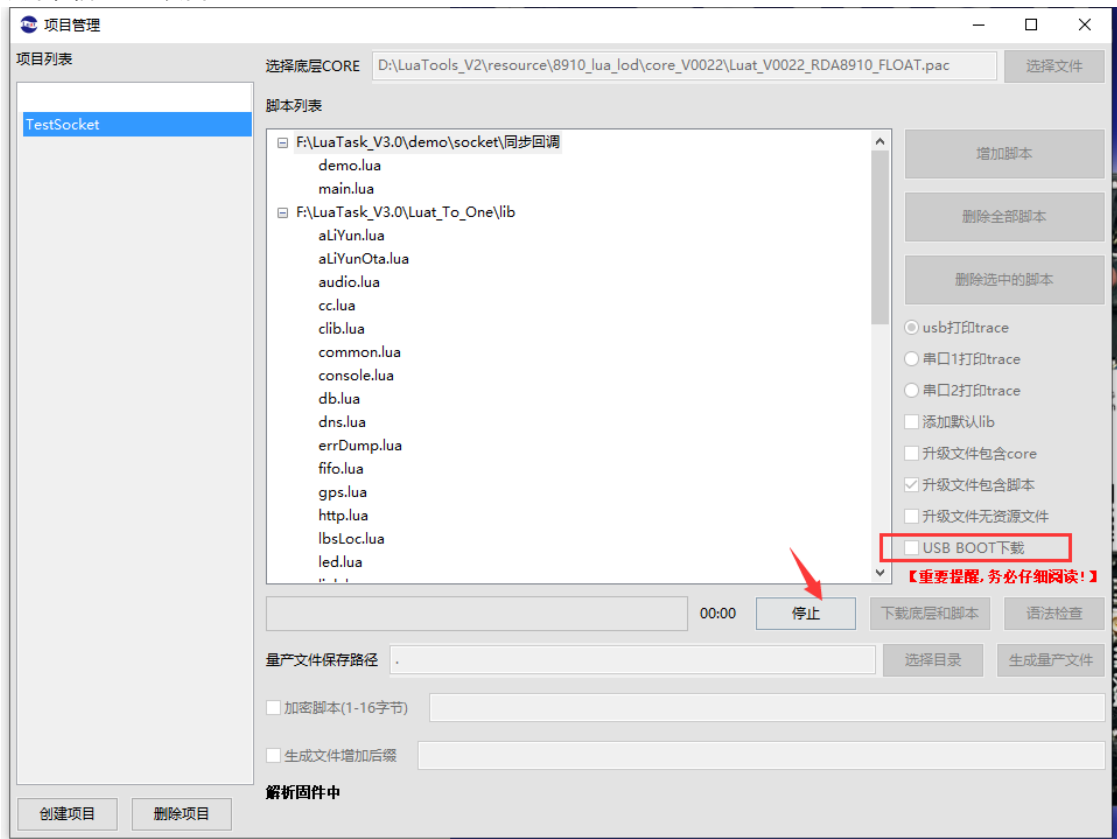 项目管理
项目列表
TestSocket
选择底层CORE D:\LuaTools_V2\resource\8910_lua_lod\core_V0022\Luat_V0022_RDA8910_FLOAT.pac 选择文件
脚本列表
F:\LuaTask_V3.0\demo\socket\同步回调
demo.lua
main.lua
F:\LuaTask_V3.0\Luat_To_One\lib
aLiYun.lua
aLiYunOta.lua
audio.lua
cc.lua
clib.lua
common.lua
console.lua
db.lua
dns.lua
errDump.lua
fifo.lua
gps.lua
http.lua
lbsLoc.lua
led.lua
增加脚本
删除全部脚本
删除选中的脚本
usb打印trace
串口1打印trace
串口2打印trace
添加默认lib
升级文件包含core
升级文件包含脚本
升级文件无资源文件
USB BOOT下载
【重要提醒,务必仔细阅读!】
00:00 停止 下载底层和脚本 语法检查
量产文件保存路径 . 选择目录 生成量产文件
加密脚本(1-16字节)
生成文件增加后缀
解析固件中
创建项目 删除项目